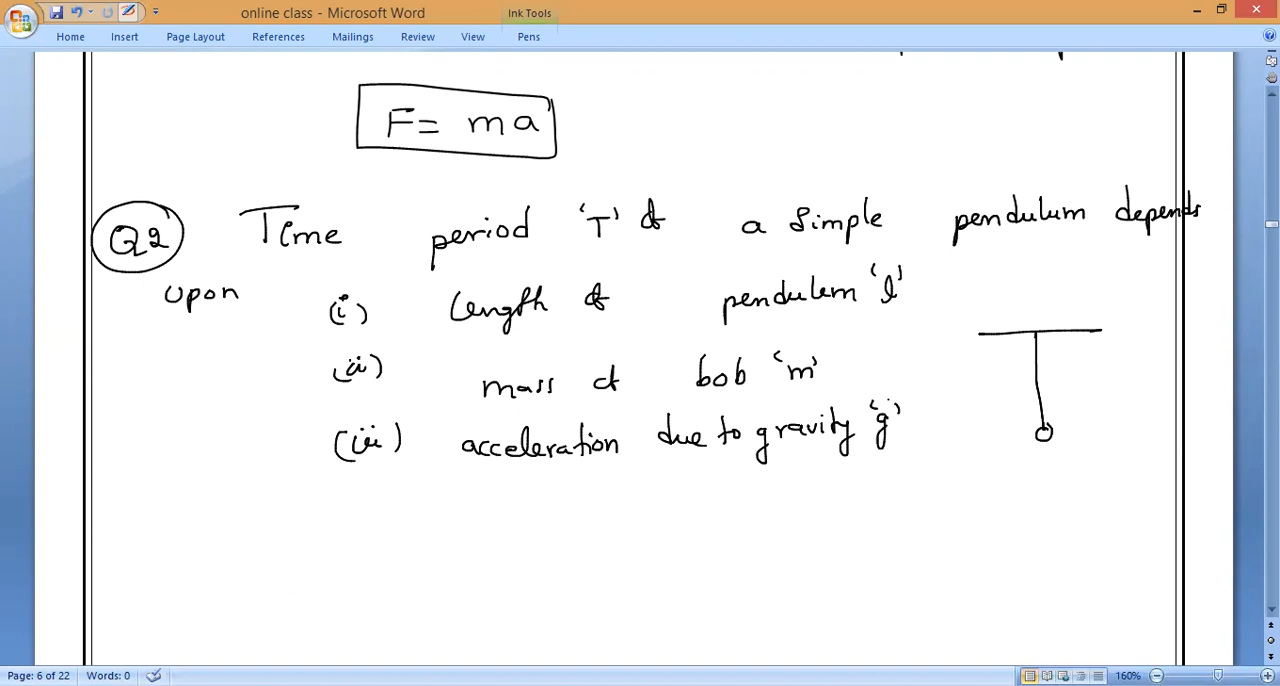 online class - Microsoft Word
Ink Tools
Home Insert Page Layout References Mailings Review View Pens
F = ma
Q2 Time period 'T' of a simple pendulum depends
upon (i) length of pendulum 'l'
(ii) mass of bob 'm'
(iii) acceleration due to gravity 'g'
Page: 6 of 22 Words: 0 160%